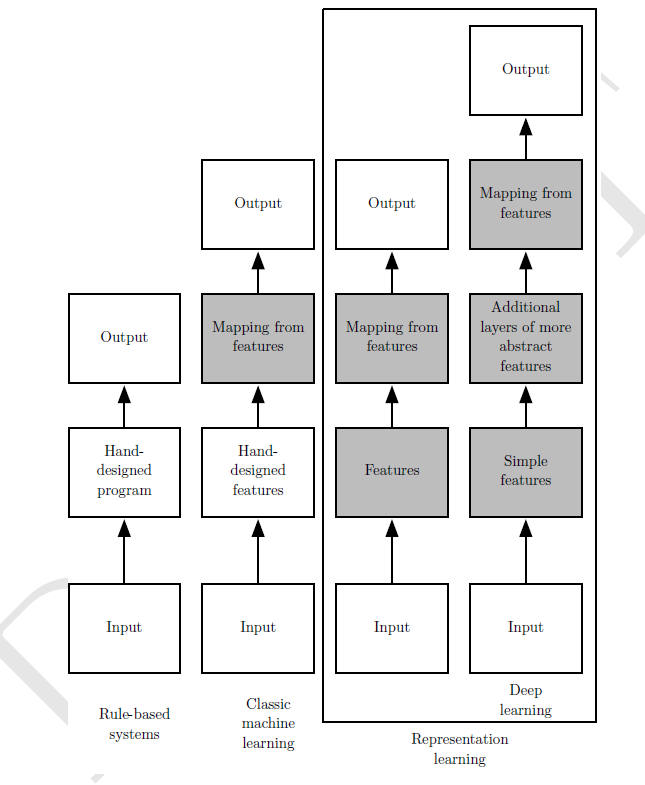 Output
Mapping from
features
Additional
layers of more
abstract
features
Simple
features
Input
Deep
learning
Output
Mapping from
features
Features
Input
Representation
learning
Output
Mapping from
features
Hand-
designed
features
Input
Classic
machine
learning
Output
Hand-
designed
program
Input
Rule-based
systems